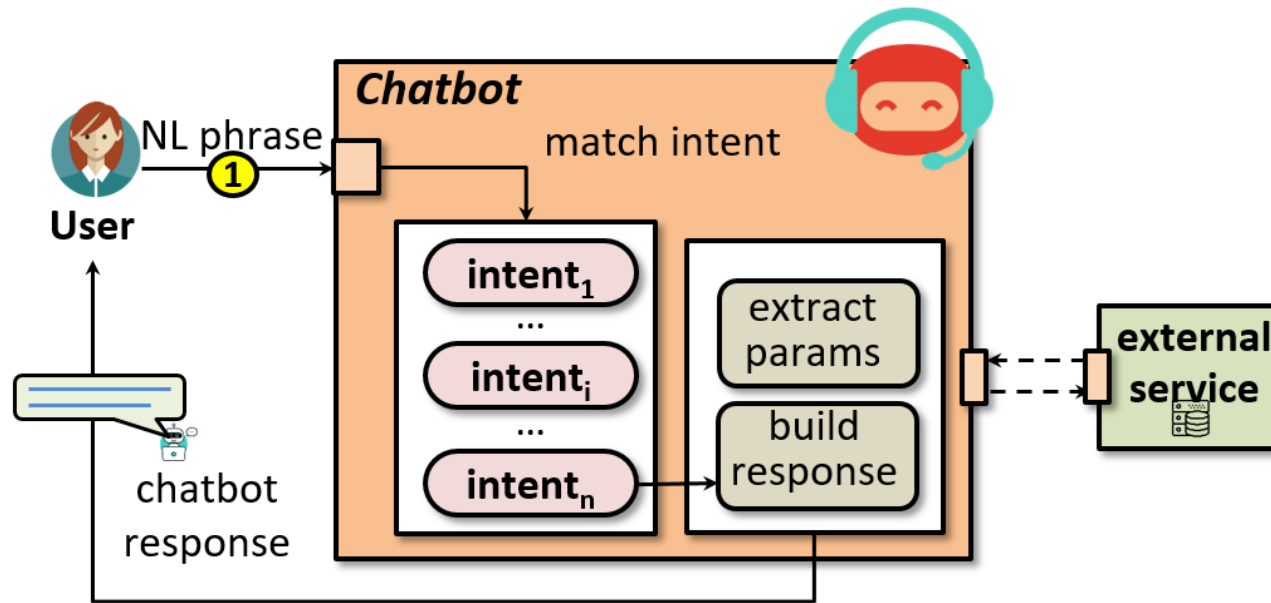 Chatbot
NL phrase
match intent
1
User
intent₁
...
intentᵢ
...
intentₙ
extract
params
build
response
external
service
chatbot
response